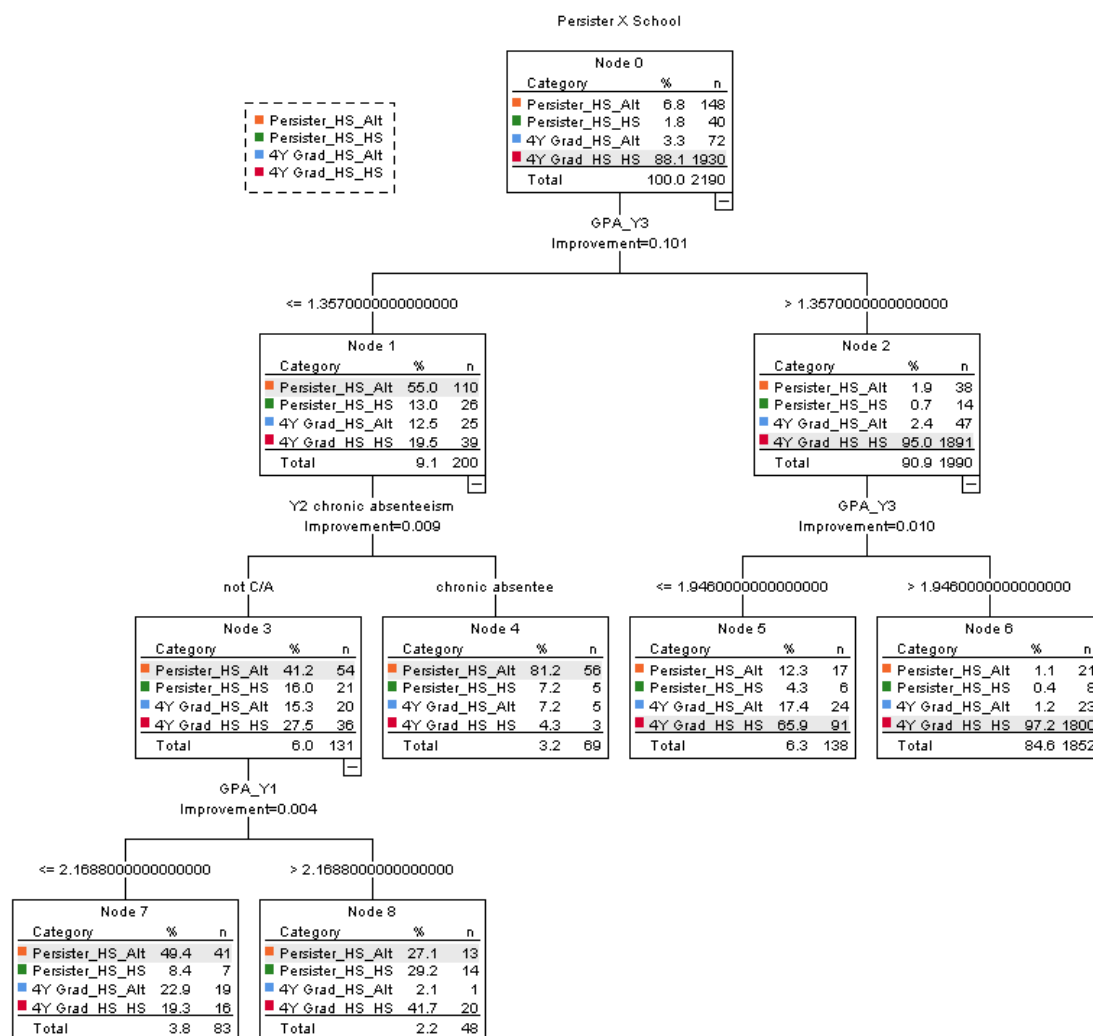 Persister X School
Persister_HS_Alt
Persister_HS_HS
4Y Grad_HS_Alt
4Y Grad_HS_HS
Node 0
Category % n
Persister_HS_Alt 6.8 148
Persister_HS_HS 1.8 40
4Y Grad_HS_Alt 3.3 72
4Y Grad_HS_HS 88.1 1930
Total 100.0 2190
GPA_Y3
Improvement=0.101
<= 1.3570000000000000
> 1.3570000000000000
Node 1
Category % n
Persister_HS_Alt 55.0 110
Persister_HS_HS 13.0 26
4Y Grad_HS_Alt 12.5 25
4Y Grad_HS_HS 19.5 39
Total 9.1 200
Node 2
Category % n
Persister_HS_Alt 1.9 38
Persister_HS_HS 0.7 14
4Y Grad_HS_Alt 2.4 47
4Y Grad_HS_HS 95.0 1891
Total 90.9 1990
Y2 chronic absenteeism
Improvement=0.009
GPA_Y3
Improvement=0.010
not C/A
chronic absentee
<= 1.9460000000000000
> 1.9460000000000000
Node 3
Category % n
Persister_HS_Alt 41.2 54
Persister_HS_HS 16.0 21
4Y Grad_HS_Alt 15.3 20
4Y Grad_HS_HS 27.5 36
Total 6.0 131
Node 4
Category % n
Persister_HS_Alt 81.2 56
Persister_HS_HS 7.2 5
4Y Grad_HS_Alt 7.2 5
4Y Grad_HS_HS 4.3 3
Total 3.2 69
Node 5
Category % n
Persister_HS_Alt 12.3 17
Persister_HS_HS 4.3 6
4Y Grad_HS_Alt 17.4 24
4Y Grad_HS_HS 65.9 91
Total 6.3 138
Node 6
Category % n
Persister_HS_Alt 1.1 21
Persister_HS_HS 0.4 8
4Y Grad_HS_Alt 1.2 23
4Y Grad_HS_HS 97.2 1800
Total 84.6 1852
GPA_Y1
Improvement=0.004
<= 2.1688000000000000
> 2.1688000000000000
Node 7
Category % n
Persister_HS_Alt 49.4 41
Persister_HS_HS 8.4 7
4Y Grad_HS_Alt 22.9 19
4Y Grad_HS_HS 19.3 16
Total 3.8 83
Node 8
Category % n
Persister_HS_Alt 27.1 13
Persister_HS_HS 29.2 14
4Y Grad_HS_Alt 2.1 1
4Y Grad_HS_HS 41.7 20
Total 2.2 48